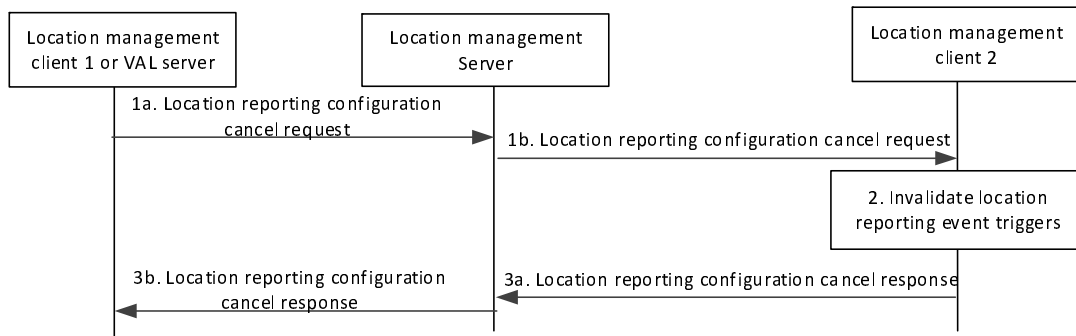 Location management
client 1 or VAL server
Location management
Server
Location management
client 2
1a. Location reporting configuration
cancel request
1b. Location reporting configuration cancel request
2. Invalidate location
reporting event triggers
3a. Location reporting configuration cancel response
3b. Location reporting configuration
cancel response